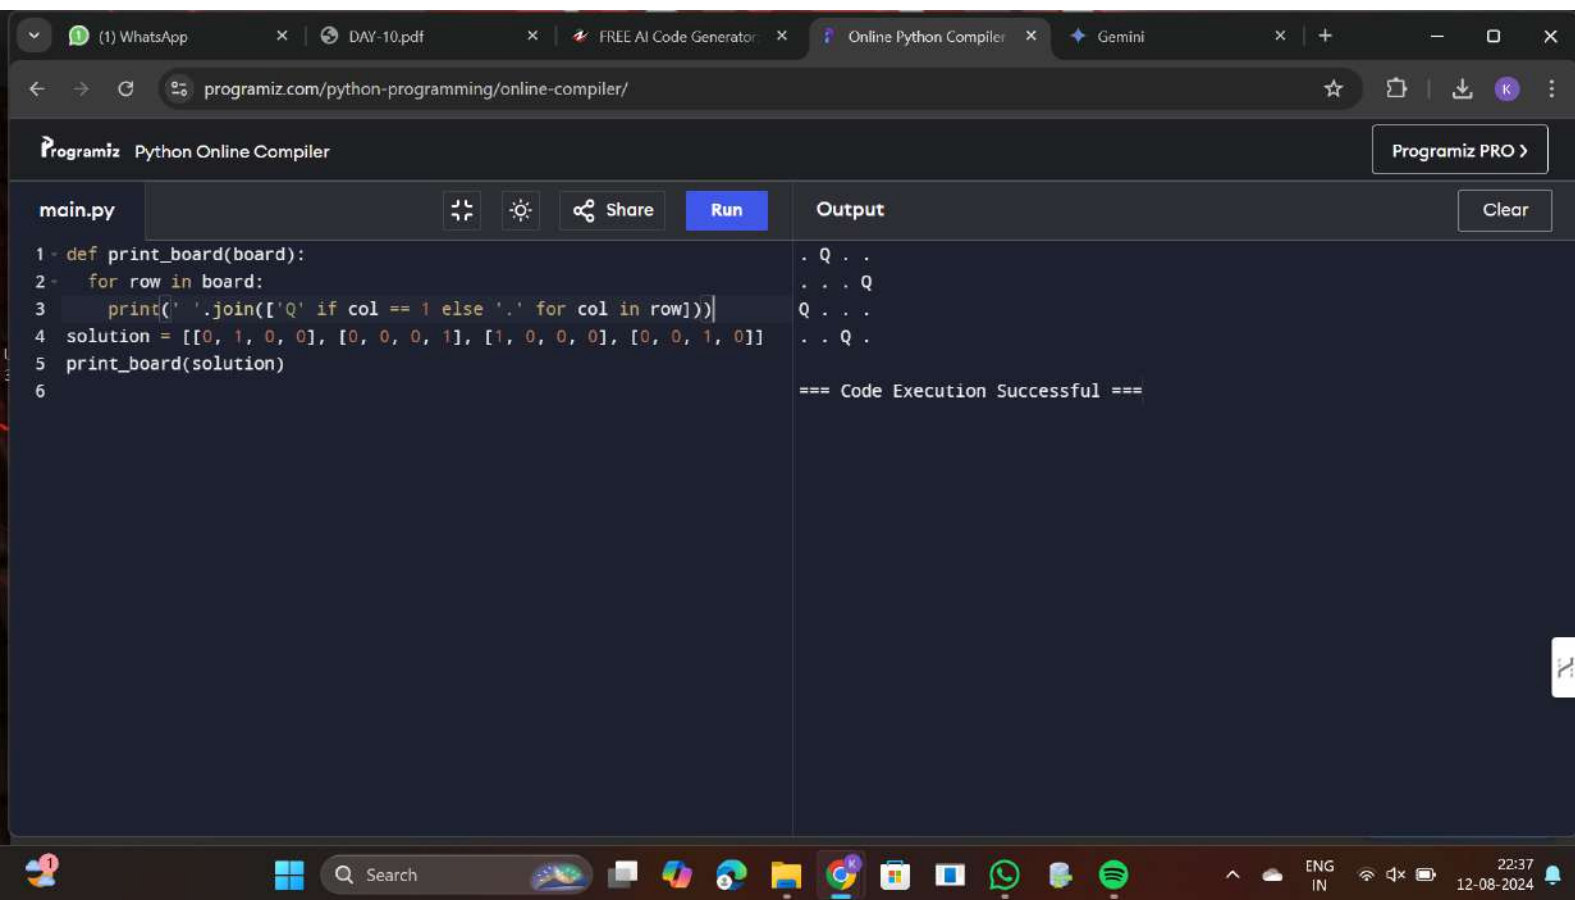 (1) WhatsApp
DAY-10.pdf
FREE AI Code Generator:
Online Python Compiler
Gemini
programiz.com/python-programming/online-compiler/
K
Programiz Python Online Compiler
Programiz PRO >
main.py
Share
Run
Output
Clear
1 def print_board(board):
2 for row in board:
3 print(' '.join(['Q' if col == 1 else '.' for col in row]))
4 solution = [[0, 1, 0, 0], [0, 0, 0, 1], [1, 0, 0, 0], [0, 0, 1, 0]]
5 print_board(solution)
6
. Q . .
. . . Q
Q . . .
. . Q .
=== Code Execution Successful ===
1
Search
K
ENG
IN
22:37
12-08-2024